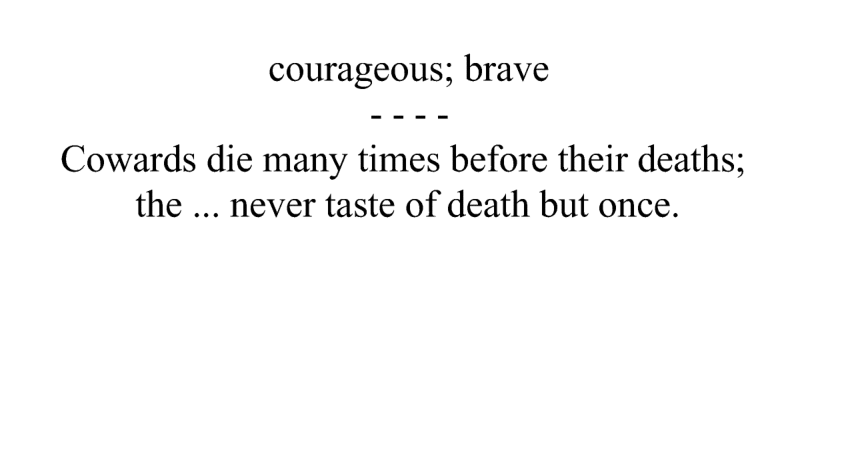 courageous; brave
- - - -
Cowards die many times before their deaths;
the ... never taste of death but once.